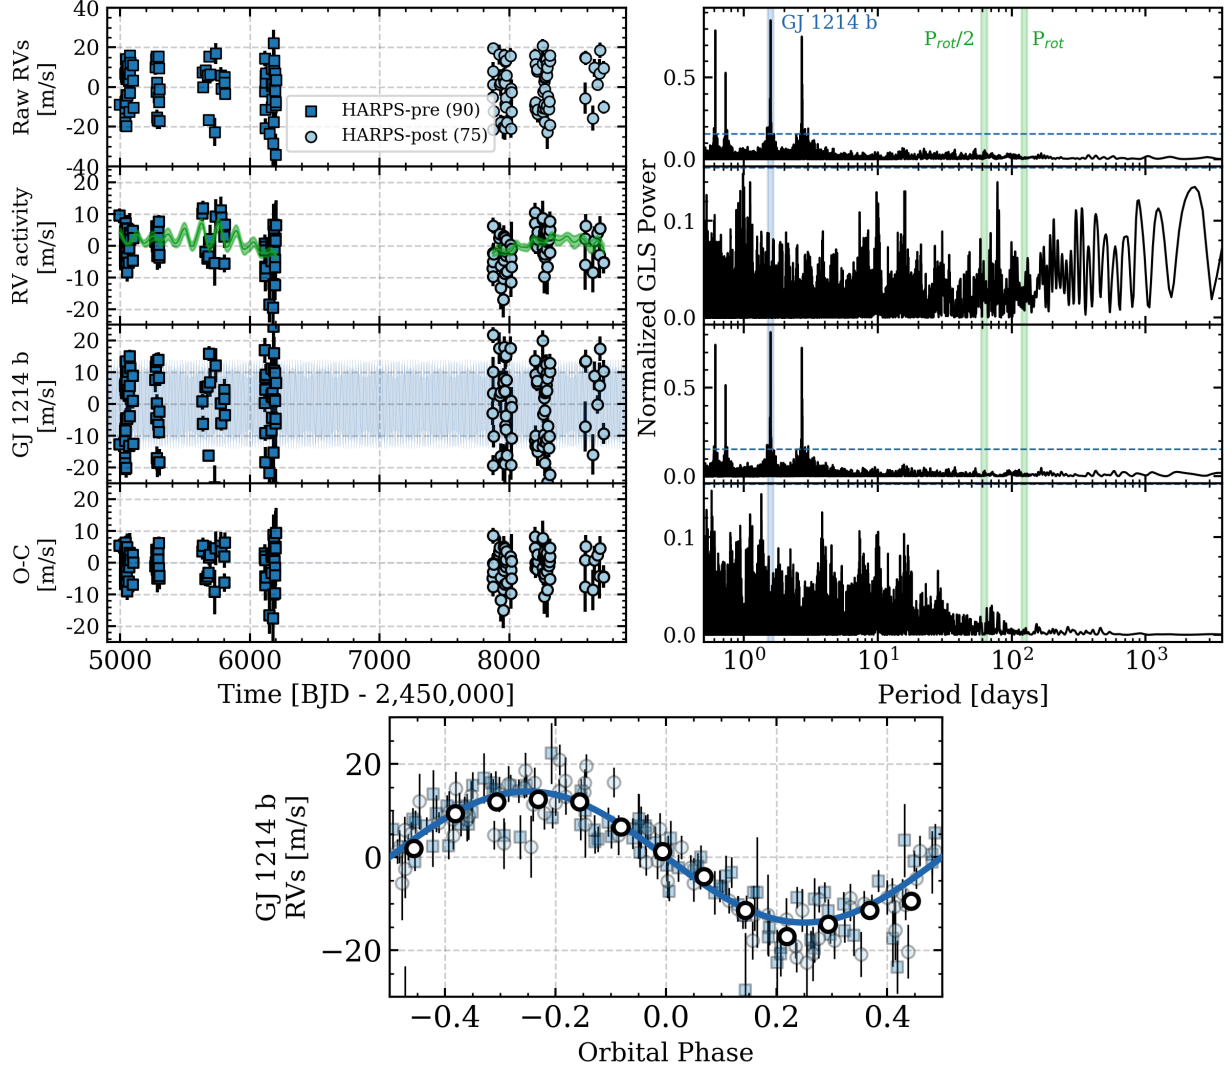 40
20
0
-20
-40
Raw RVs
[m/s]
HARPS-pre (90)
HARPS-post (75)
20
10
0
-10
-20
RV activity
[m/s]
20
10
0
-10
-20
GJ 1214 b
[m/s]
20
10
0
-10
-20
O-C
[m/s]
5000 6000 7000 8000
Time [BJD - 2,450,000]
GJ 1214 b
P_rot/2
P_rot
0.5
0.0
0.1
0.0
0.5
0.0
0.1
0.0
Normalized GLS Power
10^0 10^1 10^2 10^3
Period [days]
20
0
−20
GJ 1214 b
RVs [m/s]
−0.4 −0.2 0.0 0.2 0.4
Orbital Phase